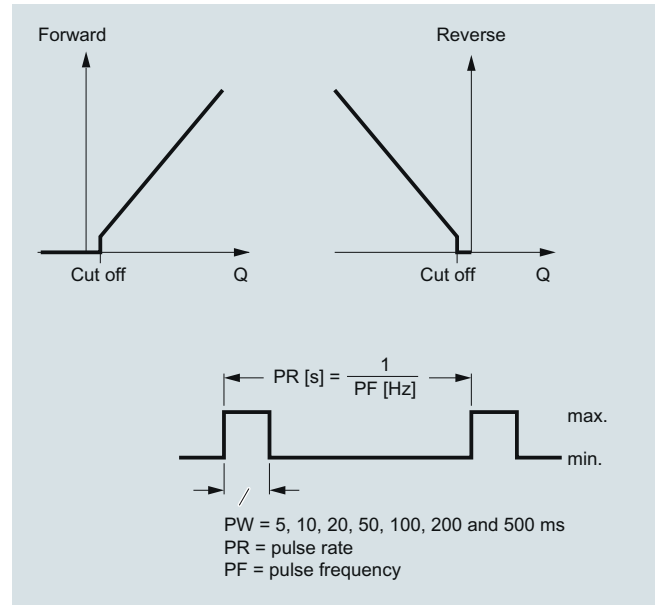 Forward
Reverse
Cut off
Q
Cut off
Q
PR [s] = 1 / PF [Hz]
max.
min.
PW = 5, 10, 20, 50, 100, 200 and 500 ms
PR = pulse rate
PF = pulse frequency